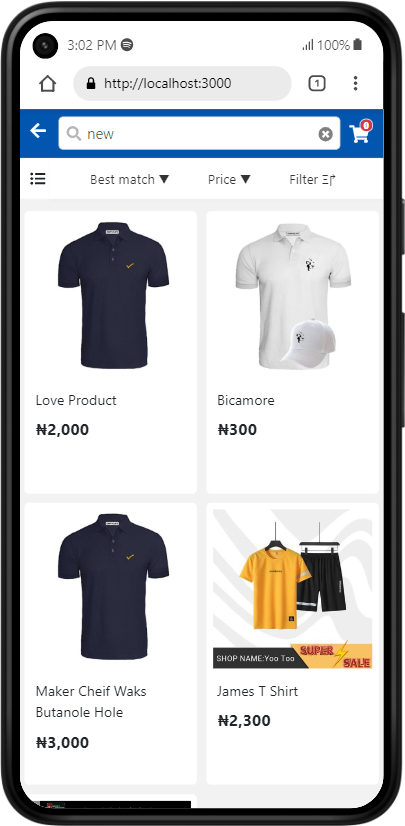 3:02 PM
100%
http://localhost:3000
1
new
0
Best match ▼
Price ▼
Filter
Love Product
₦2,000
Bicamore
₦300
Maker Cheif Waks
Butanole Hole
₦3,000
SHOP NAME:Yoo Too
SUPER
SALE
James T Shirt
₦2,300